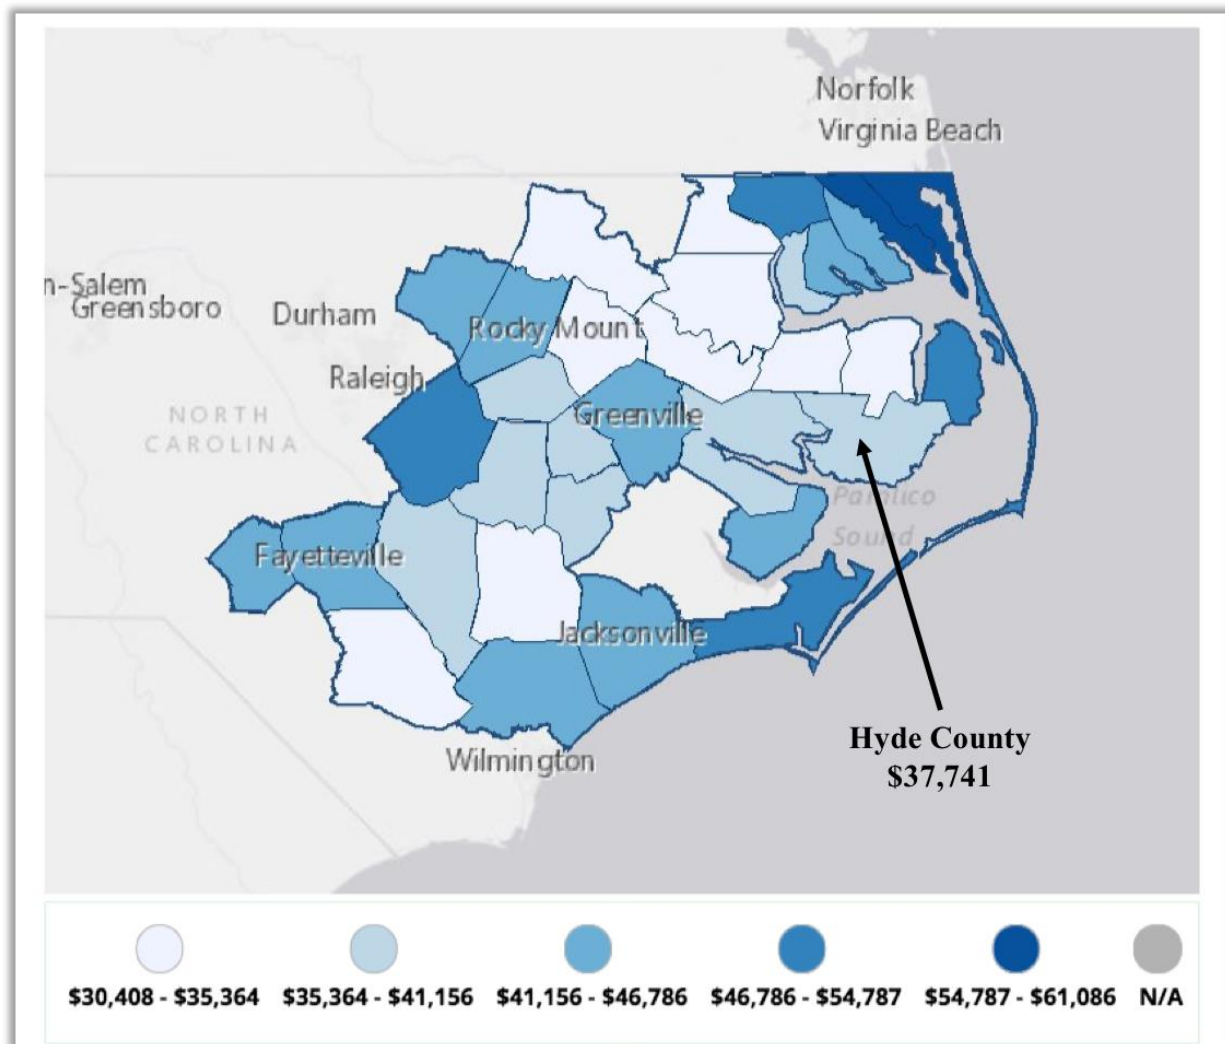 Norfolk
Virginia Beach
n-Salem
Greensboro
Durham
Rocky Mount
Raleigh
NORTH
CAROLINA
Greenville
Pamlico
Sound
Fayetteville
Jacksonville
Hyde County
$37,741
Wilmington
$30,408 - $35,364
$35,364 - $41,156
$41,156 - $46,786
$46,786 - $54,787
$54,787 - $61,086
N/A